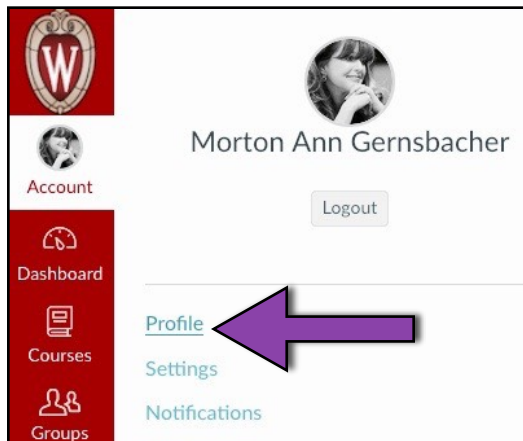 W
Account
Dashboard
Courses
Groups
Morton Ann Gernsbacher
Logout
Profile
Settings
Notifications